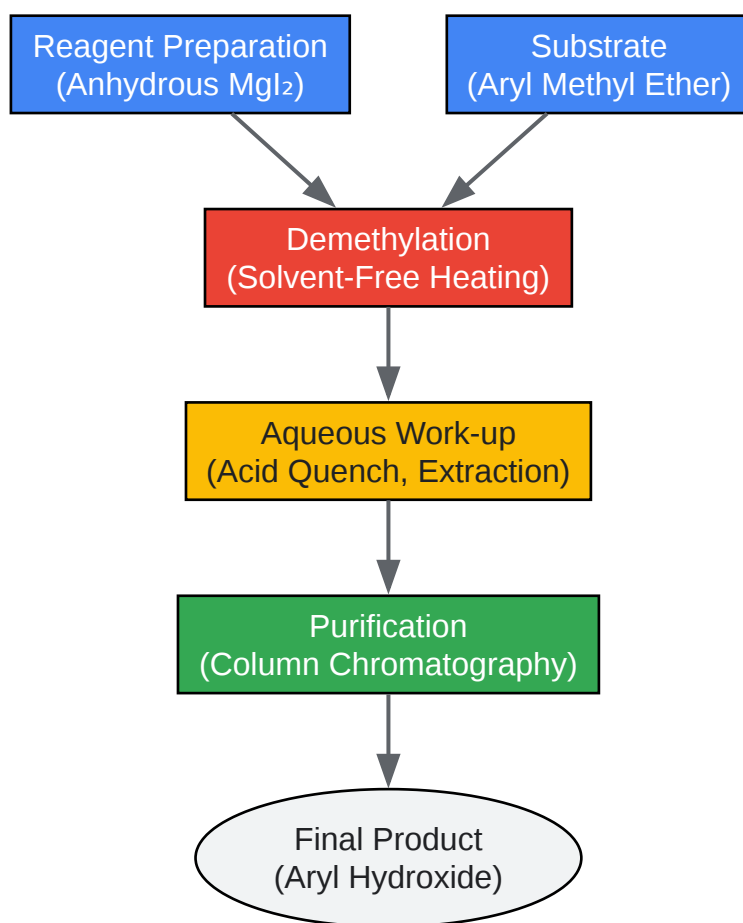 Reagent Preparation
(Anhydrous MgI₂)
Substrate
(Aryl Methyl Ether)
Demethylation
(Solvent-Free Heating)
Aqueous Work-up
(Acid Quench, Extraction)
Purification
(Column Chromatography)
Final Product
(Aryl Hydroxide)